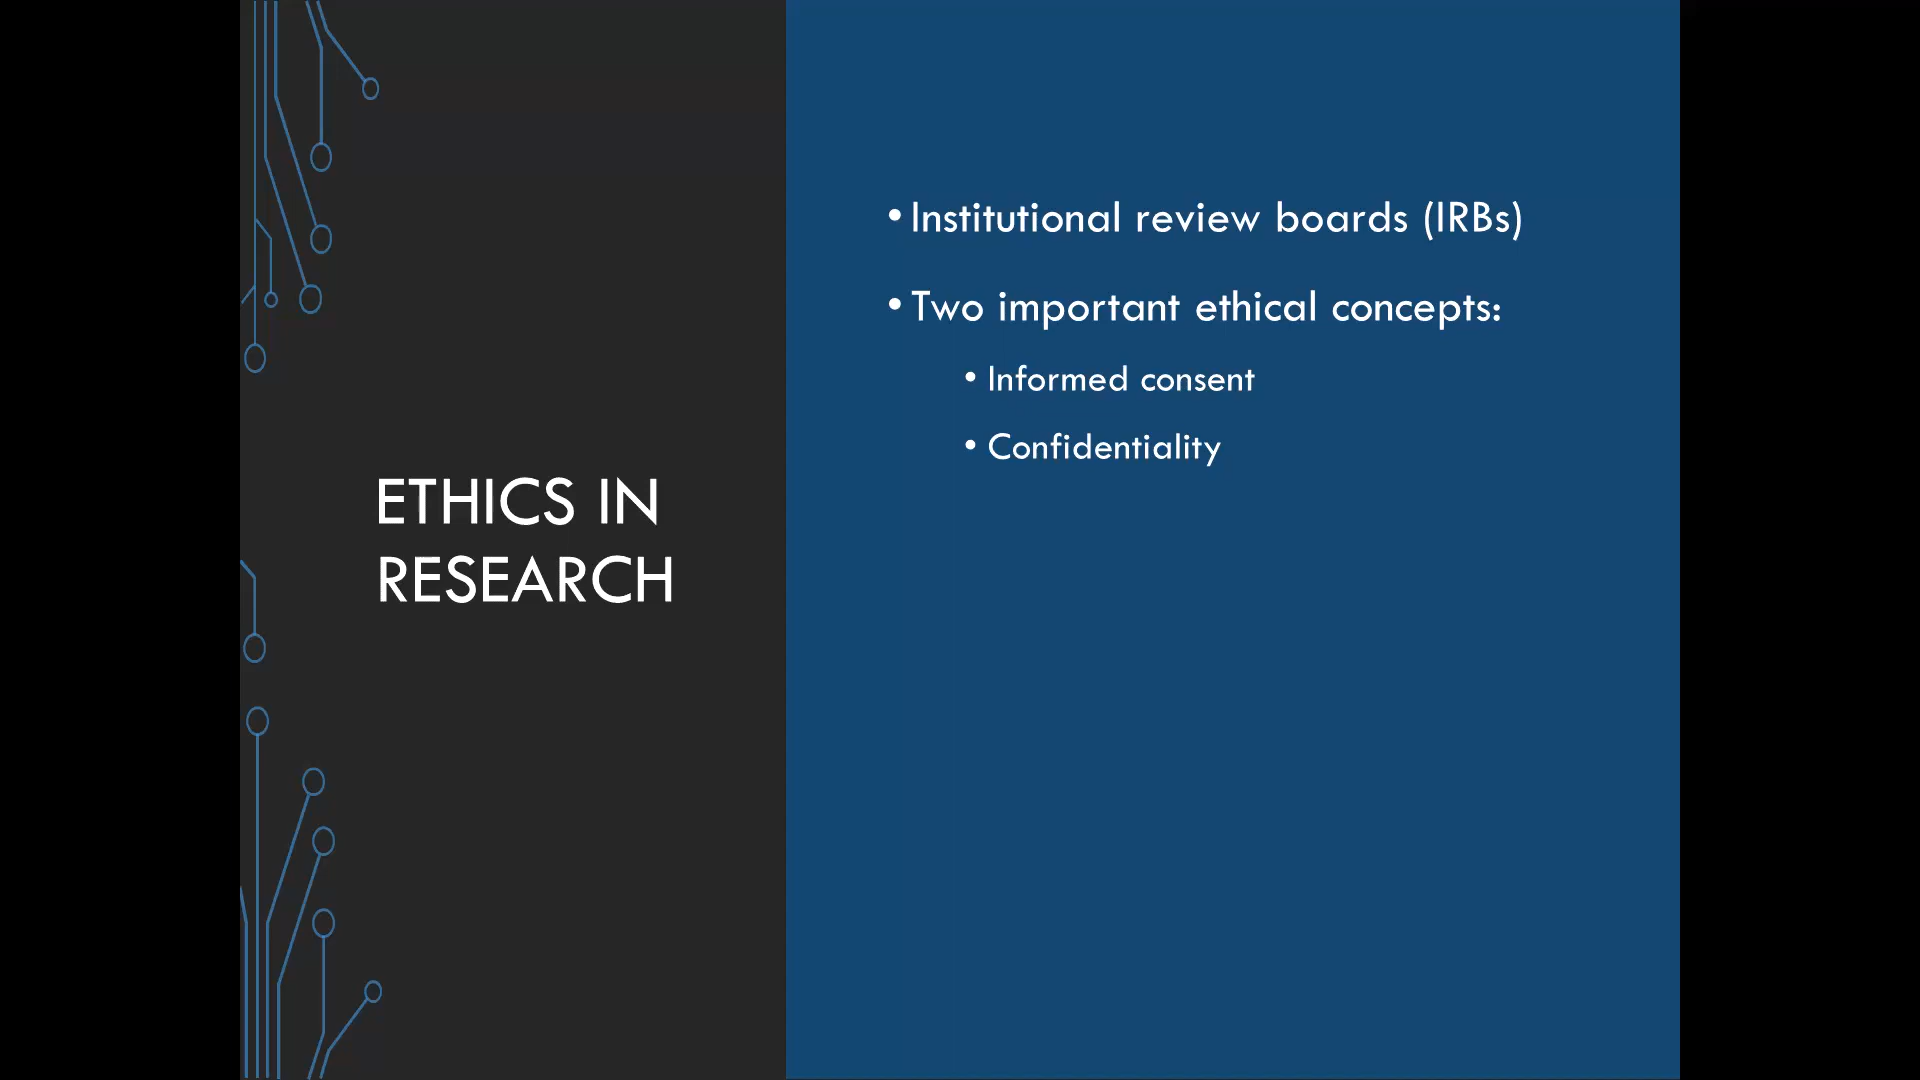 ETHICS IN
RESEARCH
• Institutional review boards (IRBs)
• Two important ethical concepts:
• Informed consent
• Confidentiality